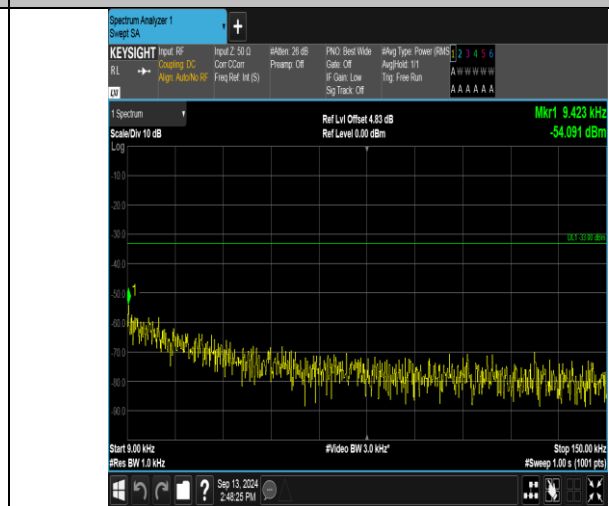 Spectrum Analyzer 1
Swept SA
+
KEYSIGHT
RL
LXI
Input: RF
Coupling: DC
Align: Auto/No RF
Input Z: 50 Ω
Corr CCorr
Freq Ref: Int (S)
#Atten: 26 dB
Preamp: Off
PNO: Best Wide
Gate: Off
IF Gain: Low
Sig Track: Off
#Avg Type: Power (RMS
Avg|Hold: 1/1
Trig: Free Run
1 2 3 4 5 6
A W W W W W
A A A A A A
1 Spectrum
Scale/Div 10 dB
Ref Lvl Offset 4.83 dB
Ref Level 0.00 dBm
Mkr1 9.423 kHz
-54.091 dBm
Log
-10.0
-20.0
-30.0
DL1 -33.00 dBm
-40.0
-50.0
1
-60.0
-70.0
-80.0
-90.0
Start 9.00 kHz
#Res BW 1.0 kHz
#Video BW 3.0 kHz*
Stop 150.00 kHz
#Sweep 1.00 s (1001 pts)
?
Sep 13, 2024
2:48:25 PM